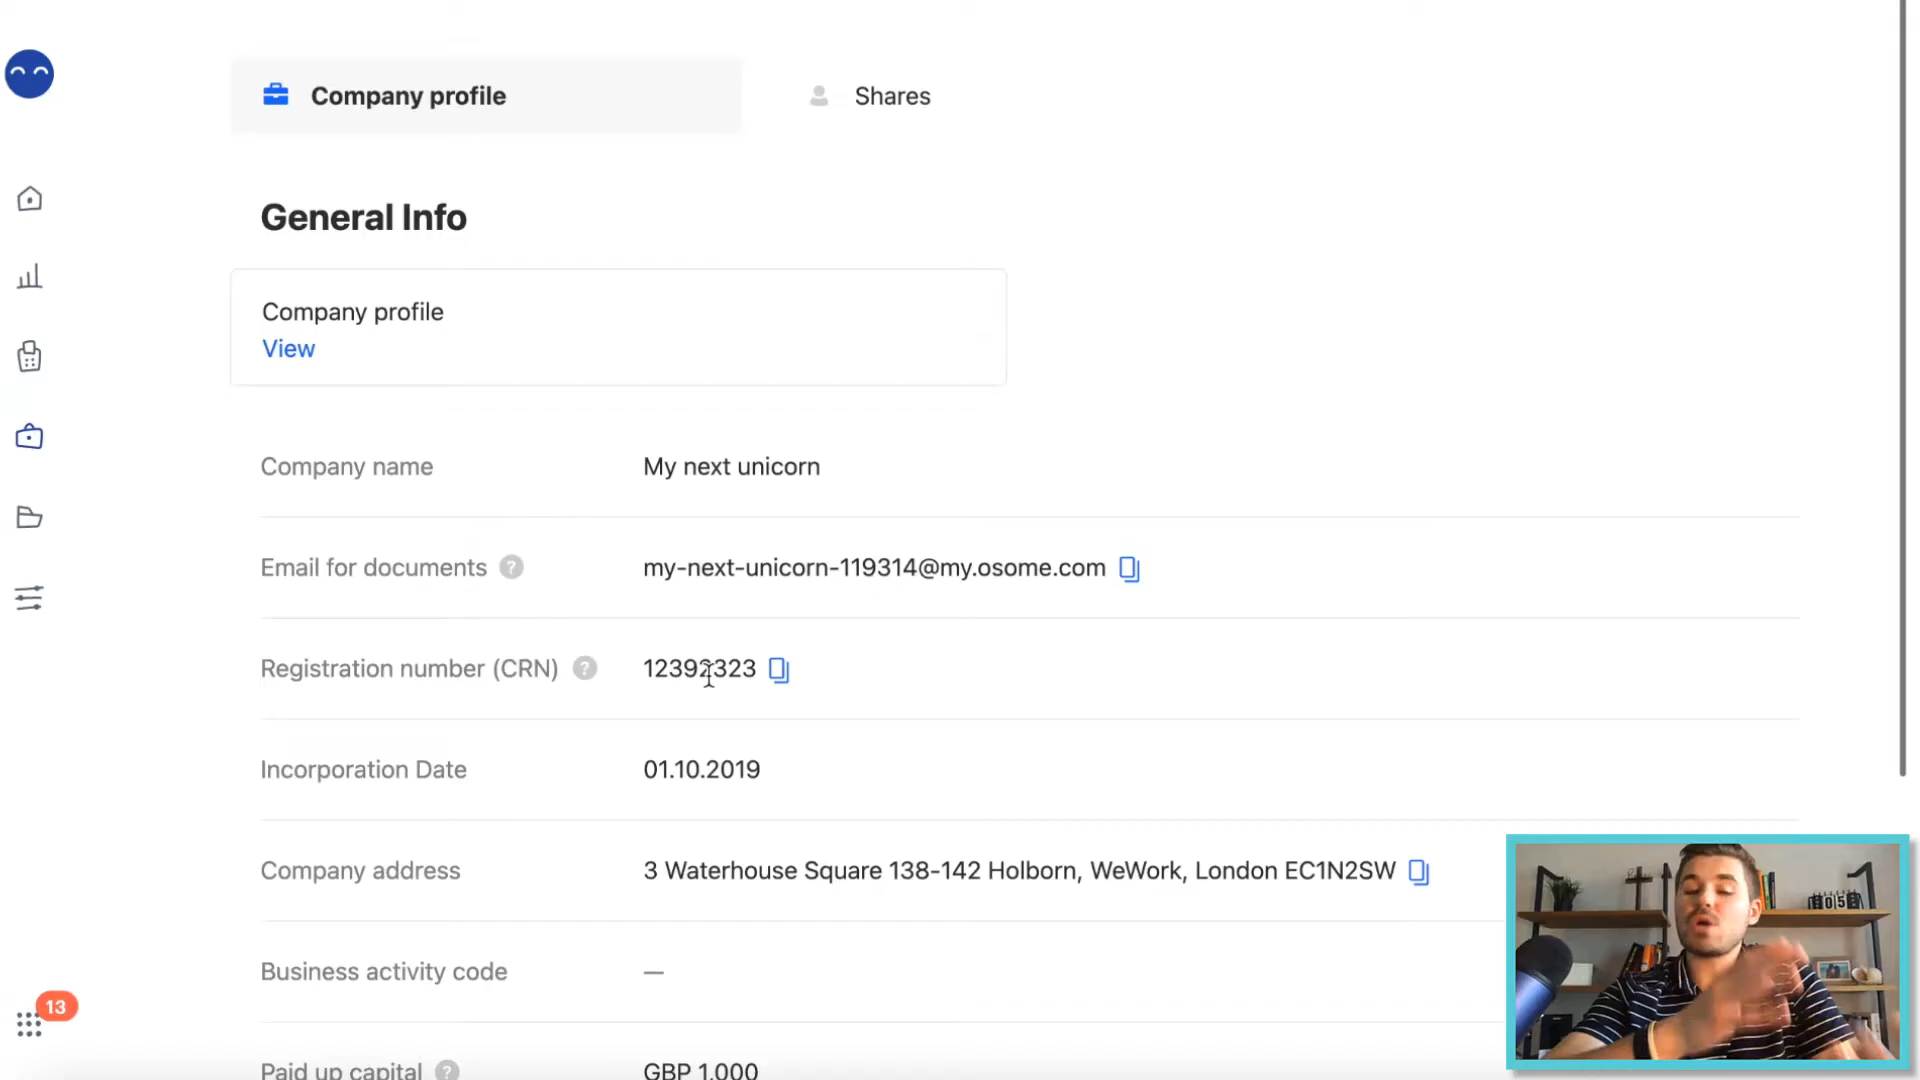 Company profile
Shares
General Info
Company profile
View
Company name
My next unicorn
Email for documents ?
my-next-unicorn-119314@my.osome.com
Registration number (CRN) ?
12392323
Incorporation Date
01.10.2019
Company address
3 Waterhouse Square 138-142 Holborn, WeWork, London EC1N2SW
Business activity code
—
13
Paid up capital ?
GBP 1,000